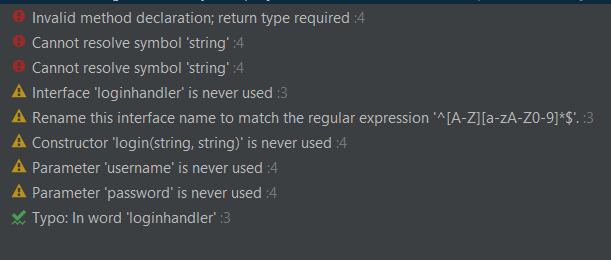 Invalid method declaration; return type required :4
Cannot resolve symbol 'string' :4
Cannot resolve symbol 'string' :4
Interface 'loginhandler' is never used :3
Rename this interface name to match the regular expression '^[A-Z][a-zA-Z0-9]*$'. :3
Constructor 'login(string, string)' is never used :4
Parameter 'username' is never used :4
Parameter 'password' is never used :4
Typo: In word 'loginhandler' :3